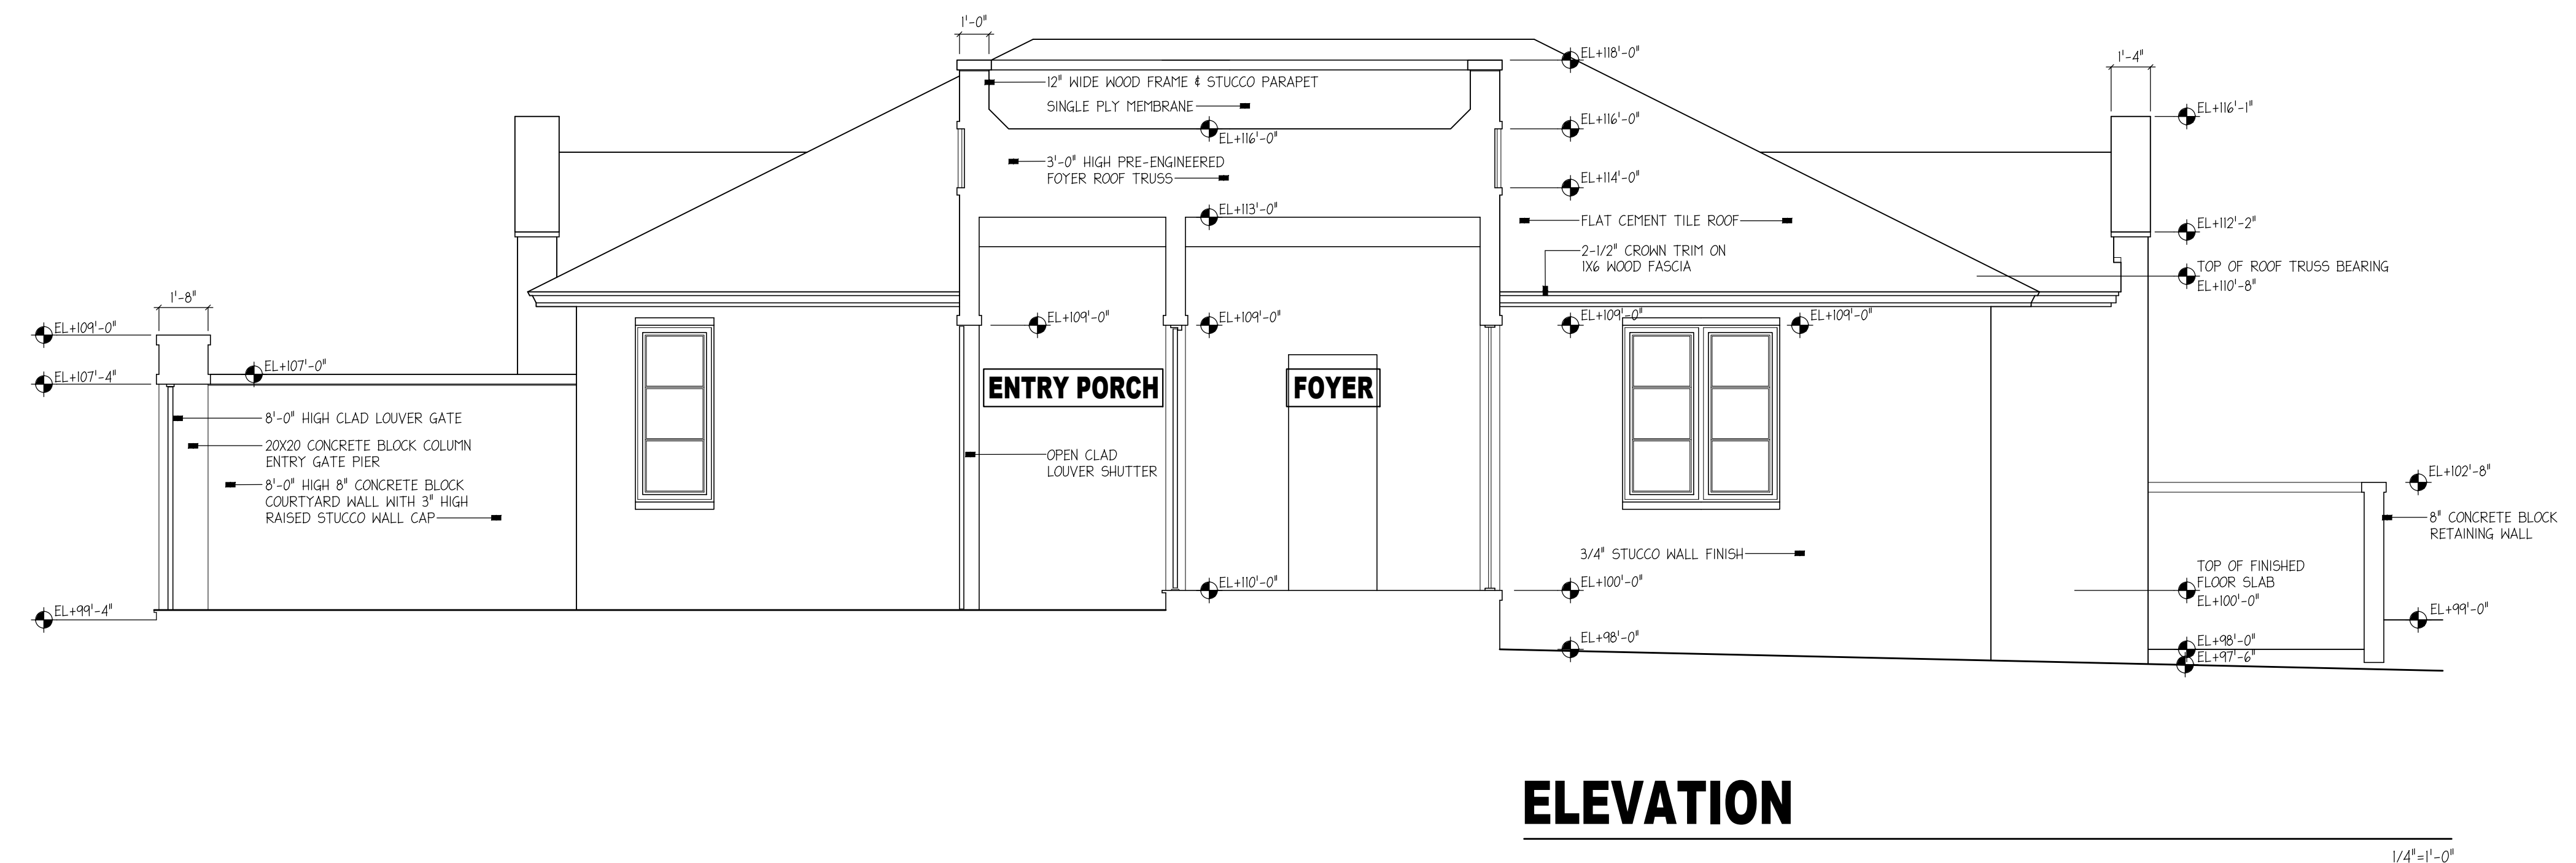 1'-0"
EL+118'-0"
1'-4"
12" WIDE WOOD FRAME & STUCCO PARAPET
SINGLE PLY MEMBRANE
EL+116'-1"
EL+116'-0"
EL+116'-0"
3'-0" HIGH PRE-ENGINEERED
FOYER ROOF TRUSS
EL+114'-0"
EL+113'-0"
FLAT CEMENT TILE ROOF
EL+112'-2"
2-1/2" CROWN TRIM ON
1X6 WOOD FASCIA
TOP OF ROOF TRUSS BEARING
EL+110'-8"
1'-8"
EL+109'-0"
EL+109'-0"
EL+109'-0"
EL+109'-0"
EL+109'-0"
EL+107'-4"
EL+107'-0"
ENTRY PORCH
FOYER
8'-0" HIGH CLAD LOUVER GATE
20X20 CONCRETE BLOCK COLUMN
ENTRY GATE PIER
8'-0" HIGH 8" CONCRETE BLOCK
COURTYARD WALL WITH 3" HIGH
RAISED STUCCO WALL CAP
OPEN CLAD
LOUVER SHUTTER
EL+102'-8"
8" CONCRETE BLOCK
RETAINING WALL
3/4" STUCCO WALL FINISH
TOP OF FINISHED
FLOOR SLAB
EL+100'-0"
EL+110'-0"
EL+100'-0"
EL+99'-4"
EL+99'-0"
EL+98'-0"
EL+98'-0"
EL+97'-6"
ELEVATION
1/4"=1'-0"